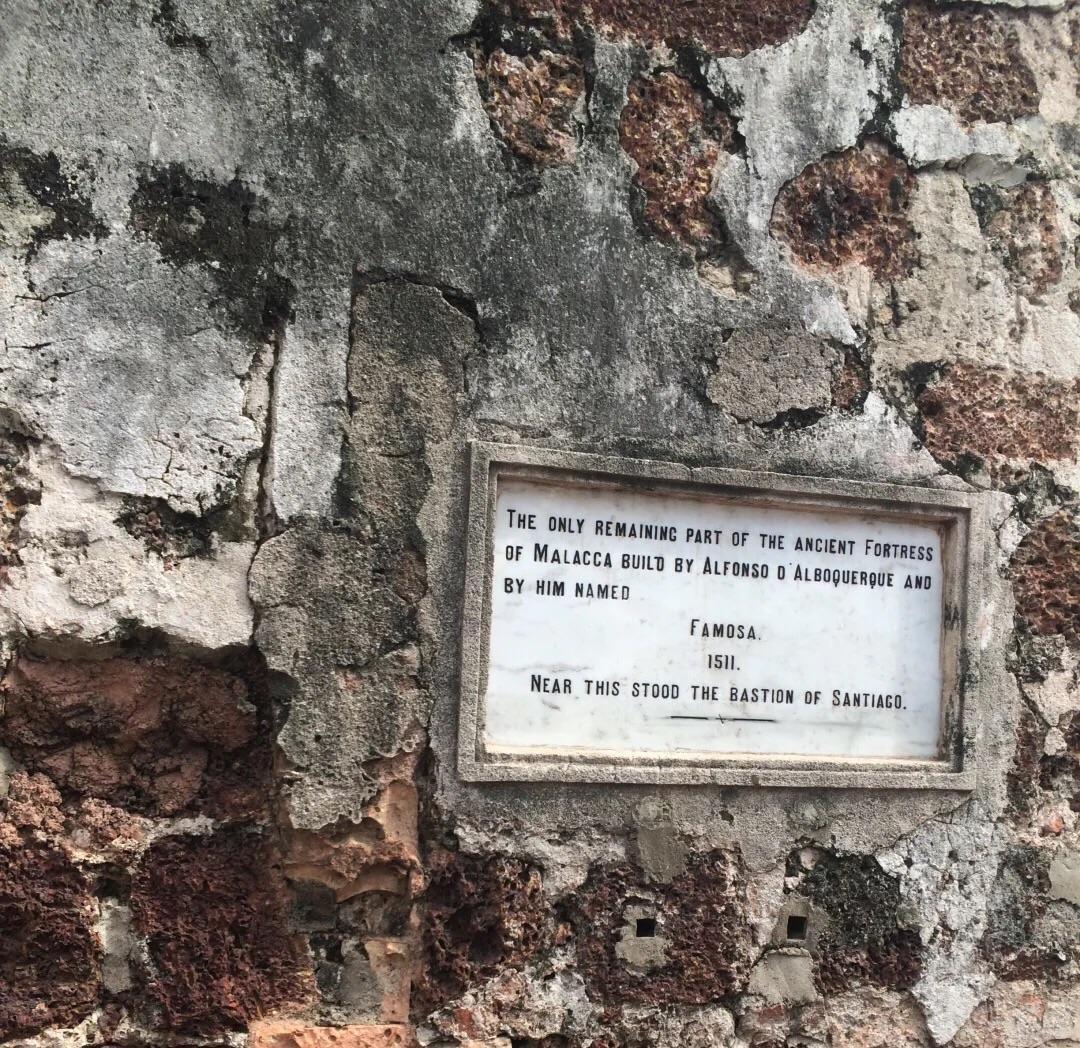 The only remaining part of the ancient Fortress
of Malacca build by Alfonso d'Alboquerque and
by him named
Famosa.
1511.
Near this stood the bastion of Santiago.